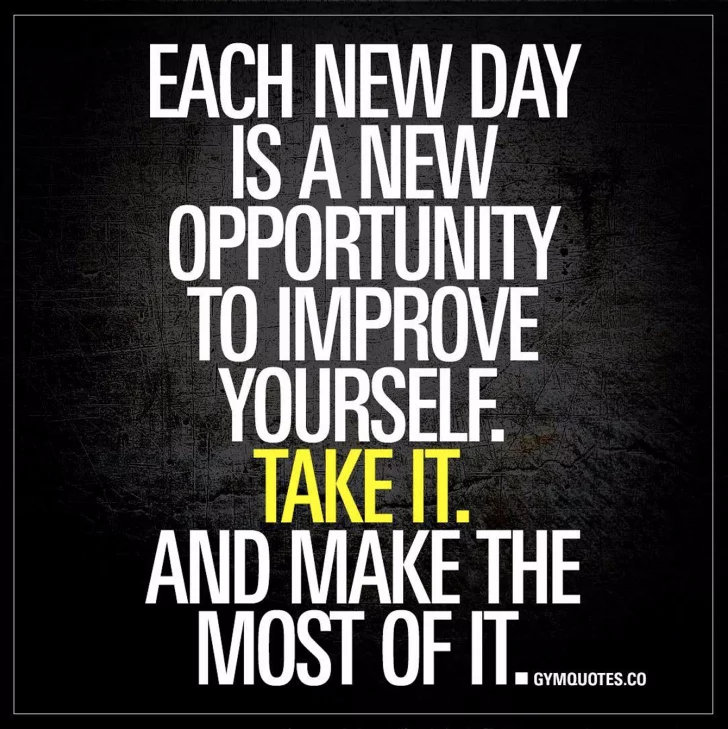 EACH NEW DAY
IS A NEW
OPPORTUNITY
TO IMPROVE
YOURSELF.
TAKE IT.
AND MAKE THE
MOST OF IT.
GYMQUOTES.CO